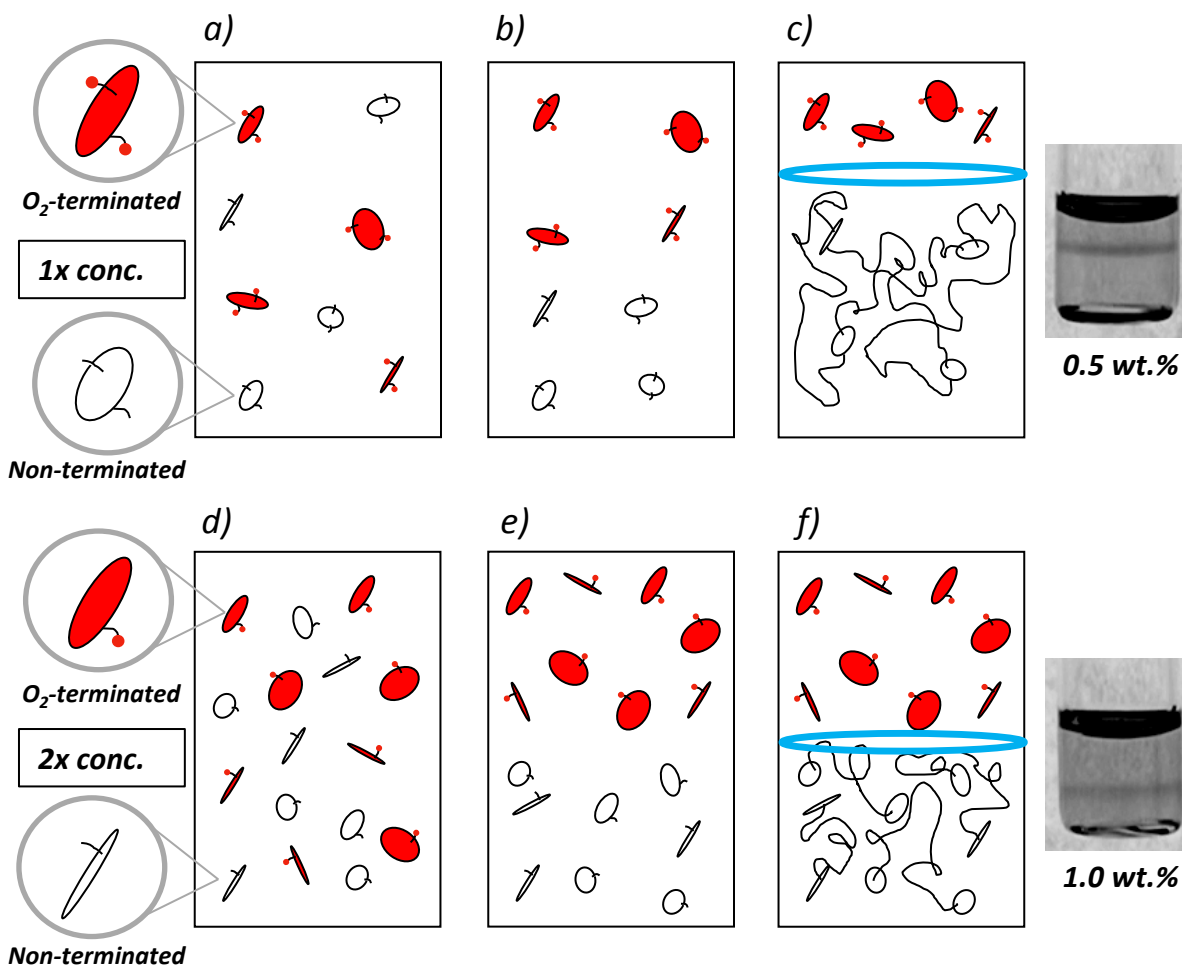 a)
b)
c)
O₂-terminated
1x conc.
Non-terminated
0.5 wt.%
d)
e)
f)
O₂-terminated
2x conc.
Non-terminated
1.0 wt.%